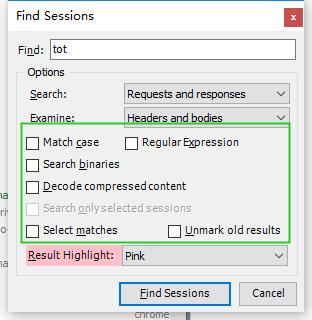 Find Sessions
x
Find: tot
Options
Search: Requests and responses
Examine: Headers and bodies
Match case Regular Expression
Search binaries
Decode compressed content
Search only selected sessions
Select matches Unmark old results
Result Highlight: Pink
Find Sessions Cancel
chrome